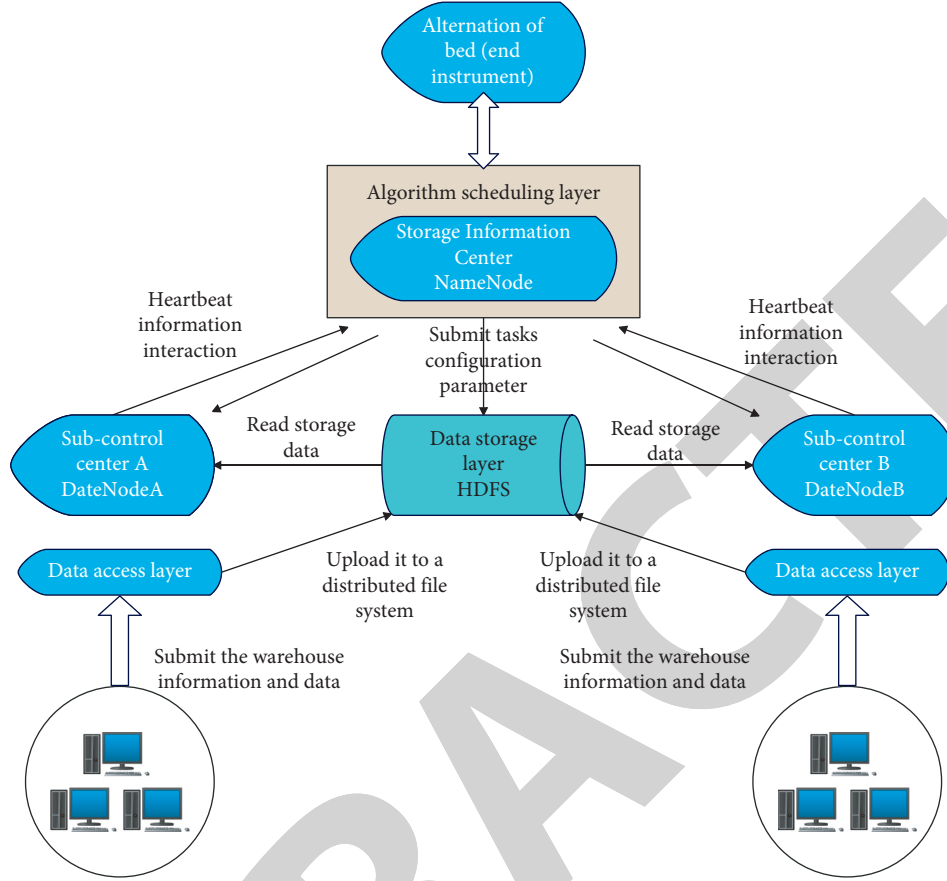 Alternation of
bed (end
instrument)
Algorithm scheduling layer
Storage Information
Center
NameNode
Heartbeat
information
interaction
Submit tasks
configuration
parameter
Heartbeat
information
interaction
Sub-control
center A
DateNodeA
Read storage
data
Data storage
layer
HDFS
Read storage
data
Sub-control
center B
DateNodeB
Data access layer
Upload it to a
distributed file
system
Upload it to a
distributed file
system
Data access layer
Submit the warehouse
information and data
Submit the warehouse
information and data